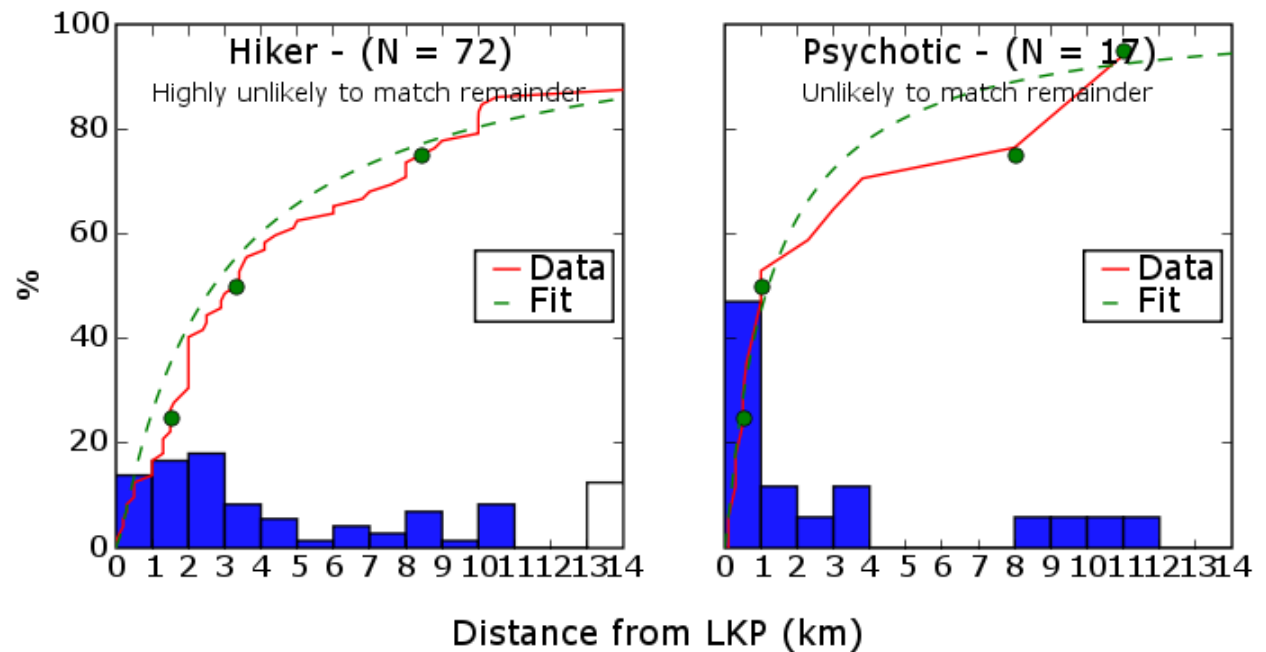 Hiker - (N = 72)
Highly unlikely to match remainder
Psychotic - (N = 17)
Unlikely to match remainder
100
80
60
40
20
0
%
Data
Fit
Data
Fit
0 1 2 3 4 5 6 7 8 9 10 11 12 13 14
0 1 2 3 4 5 6 7 8 9 10 11 12 13 14
Distance from LKP (km)